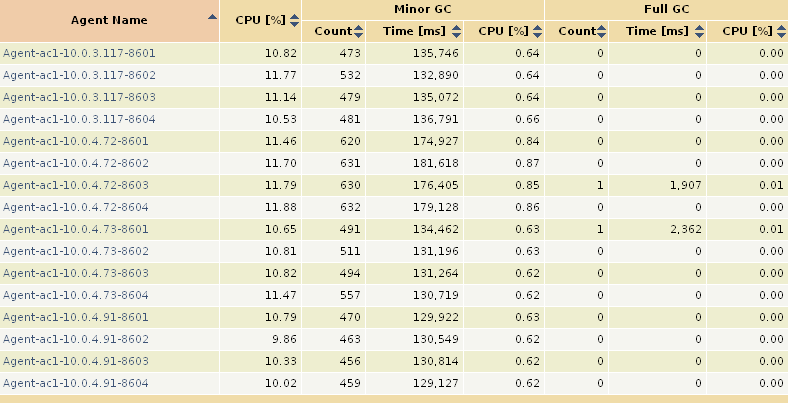 Agent Name CPU [%] Minor GC Full GC
Count Time [ms] CPU [%] Count Time [ms] CPU [%]
Agent-ac1-10.0.3.117-8601 10.82 473 135,746 0.64 0 0 0.00
Agent-ac1-10.0.3.117-8602 11.77 532 132,890 0.64 0 0 0.00
Agent-ac1-10.0.3.117-8603 11.14 479 135,072 0.64 0 0 0.00
Agent-ac1-10.0.3.117-8604 10.53 481 136,791 0.66 0 0 0.00
Agent-ac1-10.0.4.72-8601 11.46 620 174,927 0.84 0 0 0.00
Agent-ac1-10.0.4.72-8602 11.70 631 181,618 0.87 0 0 0.00
Agent-ac1-10.0.4.72-8603 11.79 630 176,405 0.85 1 1,907 0.01
Agent-ac1-10.0.4.72-8604 11.88 632 179,128 0.86 0 0 0.00
Agent-ac1-10.0.4.73-8601 10.65 491 134,462 0.63 1 2,362 0.01
Agent-ac1-10.0.4.73-8602 10.81 511 131,196 0.63 0 0 0.00
Agent-ac1-10.0.4.73-8603 10.82 494 131,264 0.62 0 0 0.00
Agent-ac1-10.0.4.73-8604 11.47 557 130,719 0.62 0 0 0.00
Agent-ac1-10.0.4.91-8601 10.79 470 129,922 0.63 0 0 0.00
Agent-ac1-10.0.4.91-8602 9.86 463 130,549 0.62 0 0 0.00
Agent-ac1-10.0.4.91-8603 10.33 456 130,814 0.62 0 0 0.00
Agent-ac1-10.0.4.91-8604 10.02 459 129,127 0.62 0 0 0.00